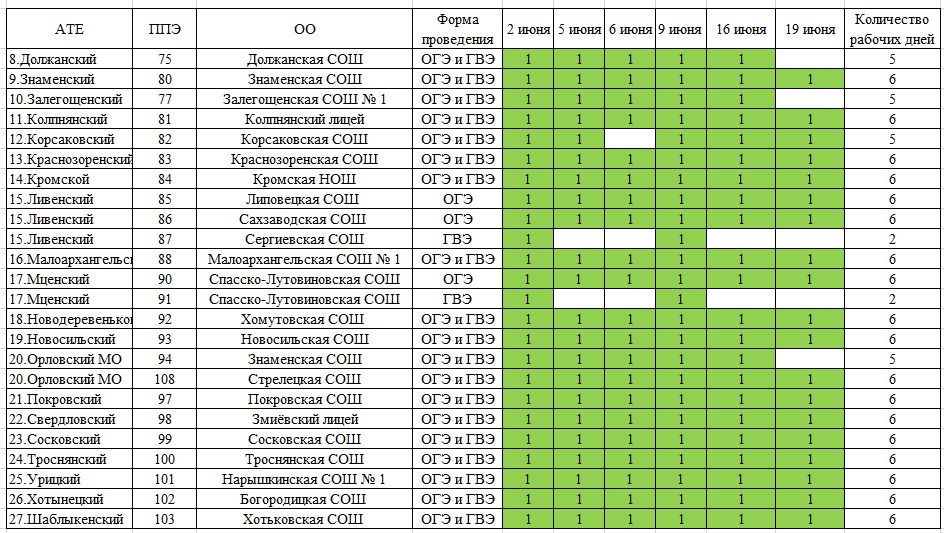 АТЕ ППЭ ОО Форма проведения 2 июня 5 июня 6 июня 9 июня 16 июня 19 июня Количество рабочих дней
8.Должанский 75 Должанская СОШ ОГЭ и ГВЭ 1 1 1 1 1 5
9.Знаменский 80 Знаменская СОШ ОГЭ и ГВЭ 1 1 1 1 1 1 6
10.Залегощенский 77 Залегощенская СОШ № 1 ОГЭ и ГВЭ 1 1 1 1 1 5
11.Колпнянский 81 Колпнянский лицей ОГЭ и ГВЭ 1 1 1 1 1 1 6
12.Корсаковский 82 Корсаковская СОШ ОГЭ и ГВЭ 1 1 1 1 1 5
13.Краснозоренский 83 Краснозоренская СОШ ОГЭ и ГВЭ 1 1 1 1 1 1 6
14.Кромской 84 Кромская НОШ ОГЭ и ГВЭ 1 1 1 1 1 1 6
15.Ливенский 85 Липовецкая СОШ ОГЭ 1 1 1 1 1 1 6
15.Ливенский 86 Сахзаводская СОШ ОГЭ 1 1 1 1 1 1 6
15.Ливенский 87 Сергиевская СОШ ГВЭ 1 1 2
16.Малоархангельс 88 Малоархангельская СОШ № 1 ОГЭ и ГВЭ 1 1 1 1 1 1 6
17.Мценский 90 Спасско-Лутовиновская СОШ ОГЭ 1 1 1 1 1 1 6
17.Мценский 91 Спасско-Лутовиновская СОШ ГВЭ 1 1 2
18.Новодеревеньков 92 Хомутовская СОШ ОГЭ и ГВЭ 1 1 1 1 1 1 6
19.Новосильский 93 Новосильская СОШ ОГЭ и ГВЭ 1 1 1 1 1 1 6
20.Орловский МО 94 Знаменская СОШ ОГЭ и ГВЭ 1 1 1 1 1 5
20.Орловский МО 108 Стрелецкая СОШ ОГЭ и ГВЭ 1 1 1 1 1 1 6
21.Покровский 97 Покровская СОШ ОГЭ и ГВЭ 1 1 1 1 1 1 6
22.Свердловский 98 Змиёвский лицей ОГЭ и ГВЭ 1 1 1 1 1 1 6
23.Сосковский 99 Сосковская СОШ ОГЭ и ГВЭ 1 1 1 1 1 1 6
24.Троснянский 100 Троснянская СОШ ОГЭ и ГВЭ 1 1 1 1 1 1 6
25.Урицкий 101 Нарышкинская СОШ № 1 ОГЭ и ГВЭ 1 1 1 1 1 1 6
26.Хотынецкий 102 Богородицкая СОШ ОГЭ и ГВЭ 1 1 1 1 1 1 6
27.Шаблыкенский 103 Хотьковская СОШ ОГЭ и ГВЭ 1 1 1 1 1 1 6